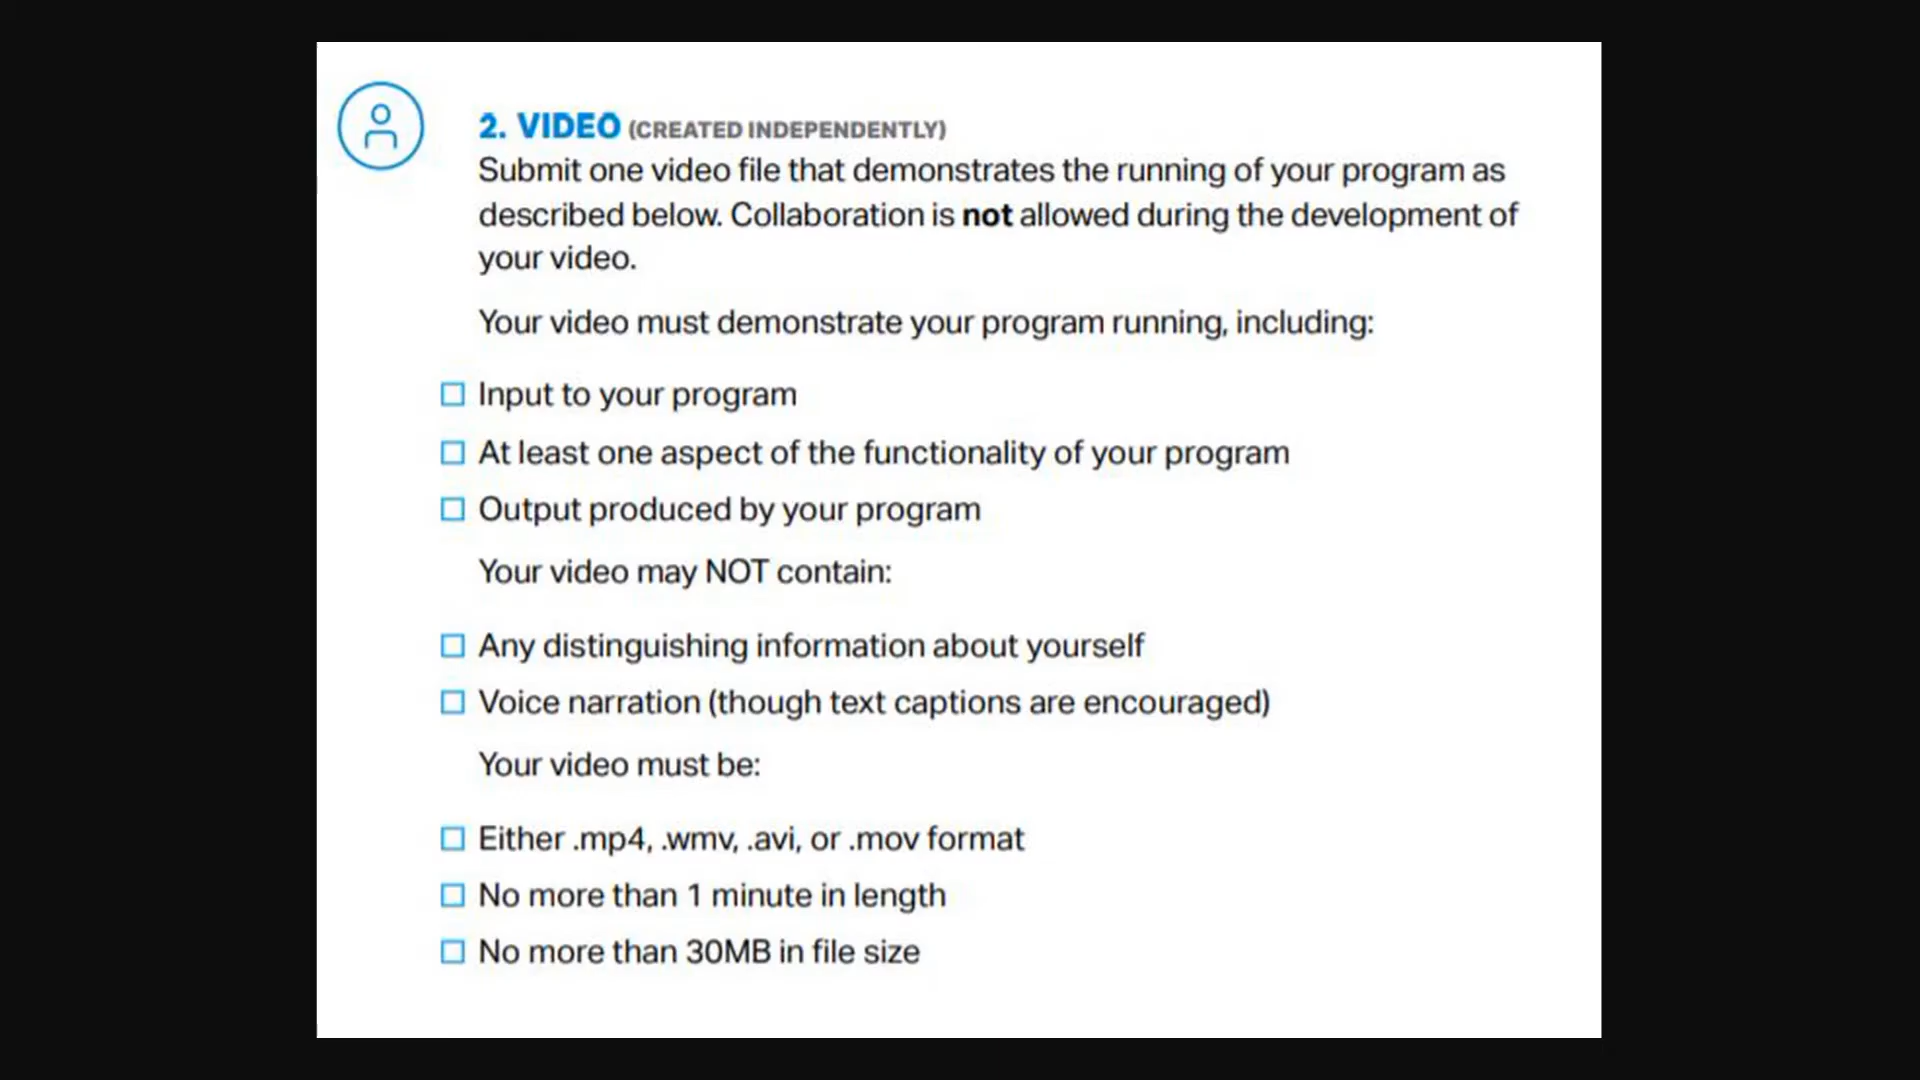 2. VIDEO (CREATED INDEPENDENTLY)
Submit one video file that demonstrates the running of your program as
described below. Collaboration is not allowed during the development of
your video.
Your video must demonstrate your program running, including:
Input to your program
At least one aspect of the functionality of your program
Output produced by your program
Your video may NOT contain:
Any distinguishing information about yourself
Voice narration (though text captions are encouraged)
Your video must be:
Either .mp4, .wmv, .avi, or .mov format
No more than 1 minute in length
No more than 30MB in file size